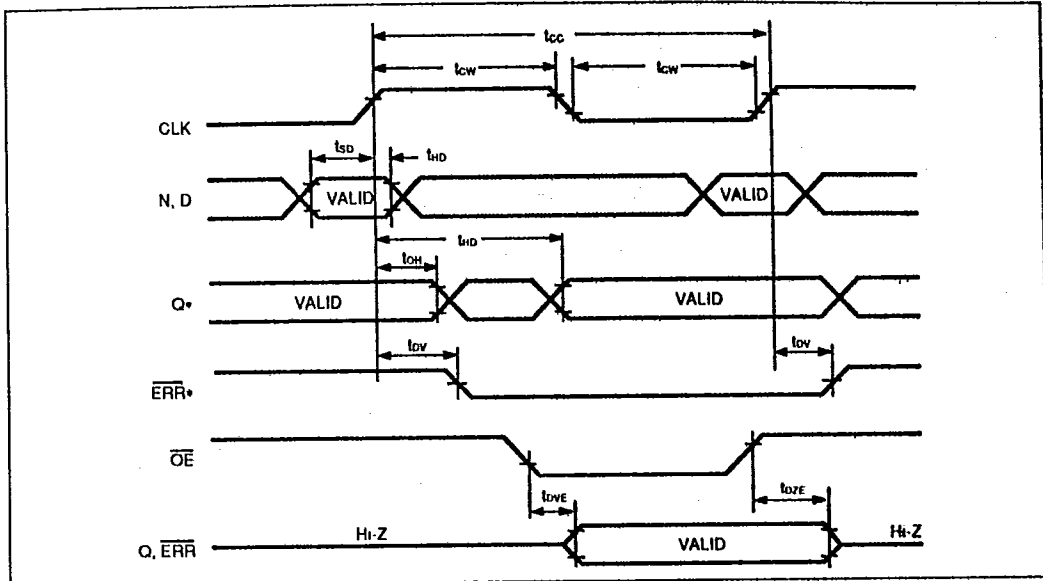 tCC
tCW tCW
CLK
tSD tHD
N, D VALID VALID
tHD
tOH
Q* VALID VALID
tDV tDV
ERR*
OE
tDVE tDZE
Q, ERR Hi-Z VALID Hi-Z